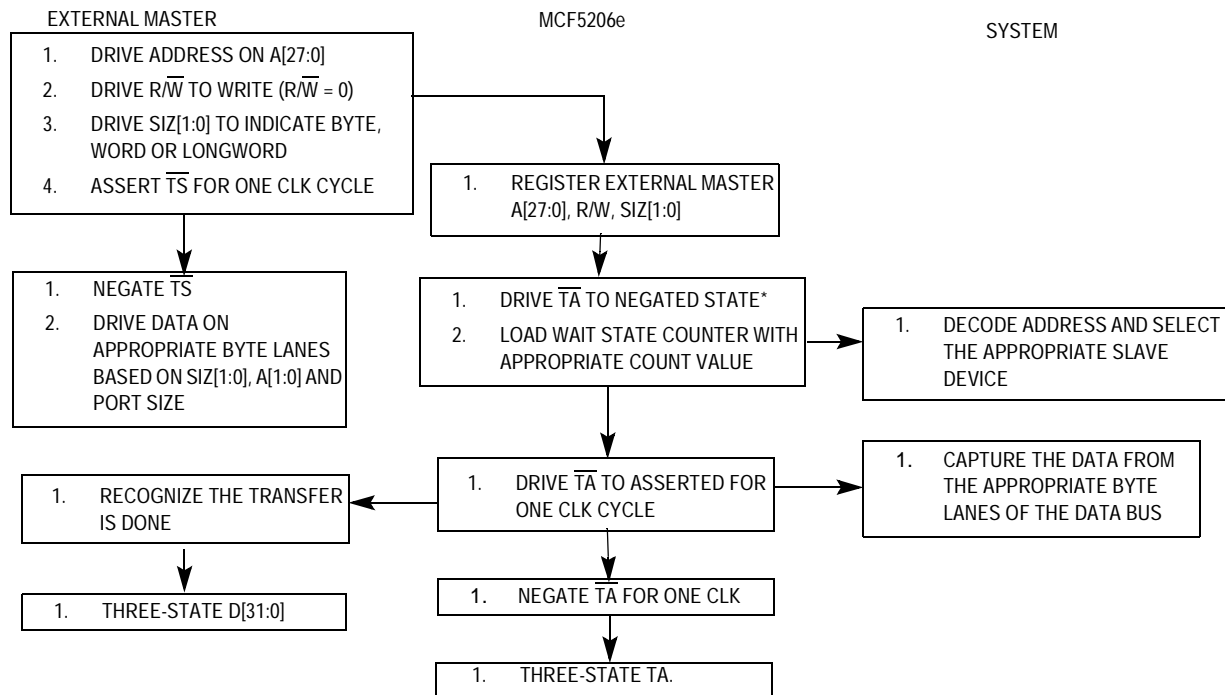 EXTERNAL MASTER
MCF5206e
SYSTEM
1. DRIVE ADDRESS ON A[27:0]
2. DRIVE R/W̅ TO WRITE (R/W̅ = 0)
3. DRIVE SIZ[1:0] TO INDICATE BYTE,
WORD OR LONGWORD
4. ASSERT T̅S̅ FOR ONE CLK CYCLE
1. REGISTER EXTERNAL MASTER
A[27:0], R/W, SIZ[1:0]
1. NEGATE T̅S̅
2. DRIVE DATA ON
APPROPRIATE BYTE LANES
BASED ON SIZ[1:0], A[1:0] AND
PORT SIZE
1. DRIVE T̅A̅ TO NEGATED STATE*
2. LOAD WAIT STATE COUNTER WITH
APPROPRIATE COUNT VALUE
1. DECODE ADDRESS AND SELECT
THE APPROPRIATE SLAVE
DEVICE
1. RECOGNIZE THE TRANSFER
IS DONE
1. DRIVE T̅A̅ TO ASSERTED FOR
ONE CLK CYCLE
1. CAPTURE THE DATA FROM
THE APPROPRIATE BYTE
LANES OF THE DATA BUS
1. THREE-STATE D[31:0]
1. NEGATE T̅A̅ FOR ONE CLK
1. THREE-STATE TA.